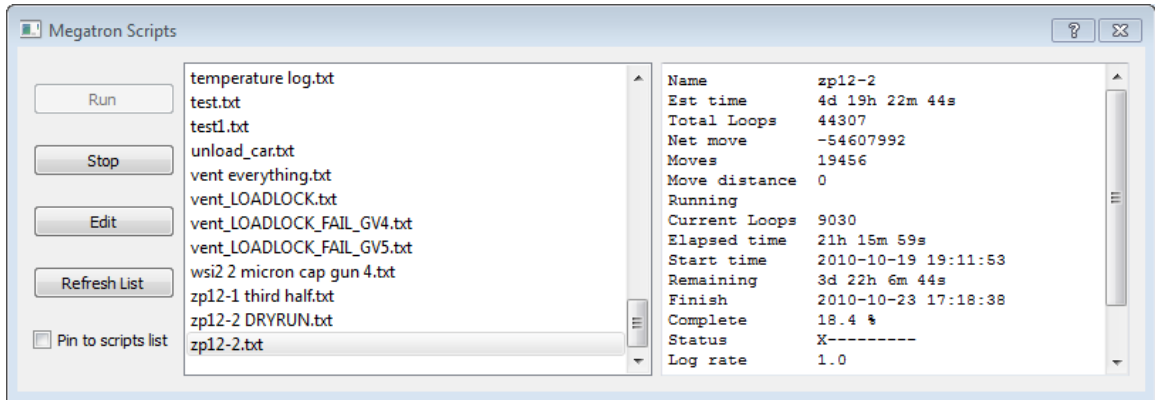 Megatron Scripts
Run
Stop
Edit
Refresh List
Pin to scripts list
temperature log.txt
test.txt
test1.txt
unload_car.txt
vent everything.txt
vent_LOADLOCK.txt
vent_LOADLOCK_FAIL_GV4.txt
vent_LOADLOCK_FAIL_GV5.txt
wsi2 2 micron cap gun 4.txt
zp12-1 third half.txt
zp12-2 DRYRUN.txt
zp12-2.txt
Name zp12-2
Est time 4d 19h 22m 44s
Total Loops 44307
Net move -54607992
Moves 19456
Move distance 0
Running
Current Loops 9030
Elapsed time 21h 15m 59s
Start time 2010-10-19 19:11:53
Remaining 3d 22h 6m 44s
Finish 2010-10-23 17:18:38
Complete 18.4 %
Status X---------
Log rate 1.0